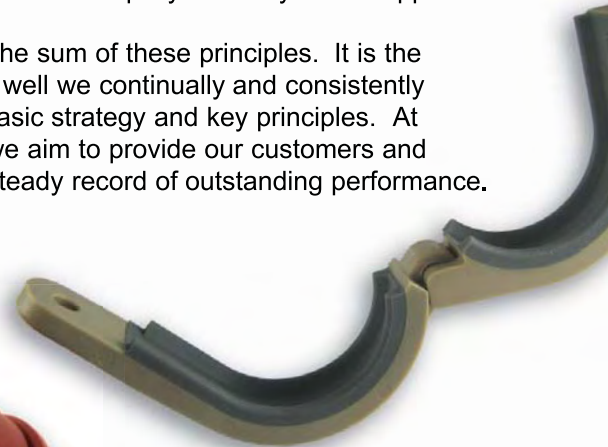 he sum of these principles.  It is the
well we continually and consistently
asic strategy and key principles.  At
we aim to provide our customers and
teady record of outstanding performance.